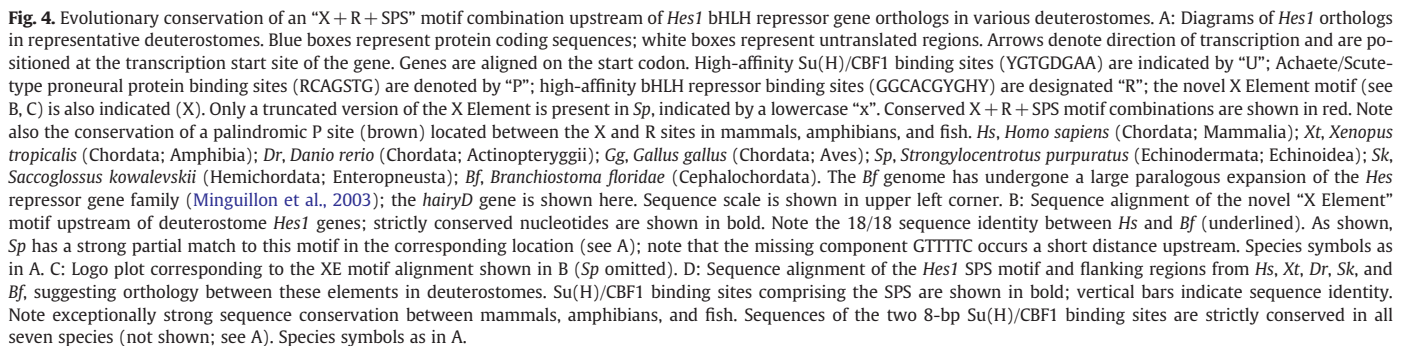 Fig. 4. Evolutionary conservation of an “X + R + SPS” motif combination upstream of Hes1 bHLH repressor gene orthologs in various deuterostomes. A: Diagrams of Hes1 orthologs
in representative deuterostomes. Blue boxes represent protein coding sequences; white boxes represent untranslated regions. Arrows denote direction of transcription and are po-
sitioned at the transcription start site of the gene. Genes are aligned on the start codon. High-affinity Su(H)/CBF1 binding sites (YGTGDGAA) are indicated by “U”; Achaete/Scute-
type proneural protein binding sites (RCAGSTG) are denoted by “P”; high-affinity bHLH repressor binding sites (GGCACGYGHY) are designated “R”; the novel X Element motif (see
B, C) is also indicated (X). Only a truncated version of the X Element is present in Sp, indicated by a lowercase “x”. Conserved X + R + SPS motif combinations are shown in red. Note
also the conservation of a palindromic P site (brown) located between the X and R sites in mammals, amphibians, and fish. Hs, Homo sapiens (Chordata; Mammalia); Xt, Xenopus
tropicalis (Chordata; Amphibia); Dr, Danio rerio (Chordata; Actinopteryggii); Gg, Gallus gallus (Chordata; Aves); Sp, Strongylocentrotus purpuratus (Echinodermata; Echinoidea); Sk,
Saccoglossus kowalevskii (Hemichordata; Enteropneusta); Bf, Branchiostoma floridae (Cephalochordata). The Bf genome has undergone a large paralogous expansion of the Hes
repressor gene family (Minguillon et al., 2003); the hairyD gene is shown here. Sequence scale is shown in upper left corner. B: Sequence alignment of the novel “X Element”
motif upstream of deuterostome Hes1 genes; strictly conserved nucleotides are shown in bold. Note the 18/18 sequence identity between Hs and Bf (underlined). As shown,
Sp has a strong partial match to this motif in the corresponding location (see A); note that the missing component GTTTTC occurs a short distance upstream. Species symbols as
in A. C: Logo plot corresponding to the XE motif alignment shown in B (Sp omitted). D: Sequence alignment of the Hes1 SPS motif and flanking regions from Hs, Xt, Dr, Sk, and
Bf, suggesting orthology between these elements in deuterostomes. Su(H)/CBF1 binding sites comprising the SPS are shown in bold; vertical bars indicate sequence identity.
Note exceptionally strong sequence conservation between mammals, amphibians, and fish. Sequences of the two 8-bp Su(H)/CBF1 binding sites are strictly conserved in all
seven species (not shown; see A). Species symbols as in A.